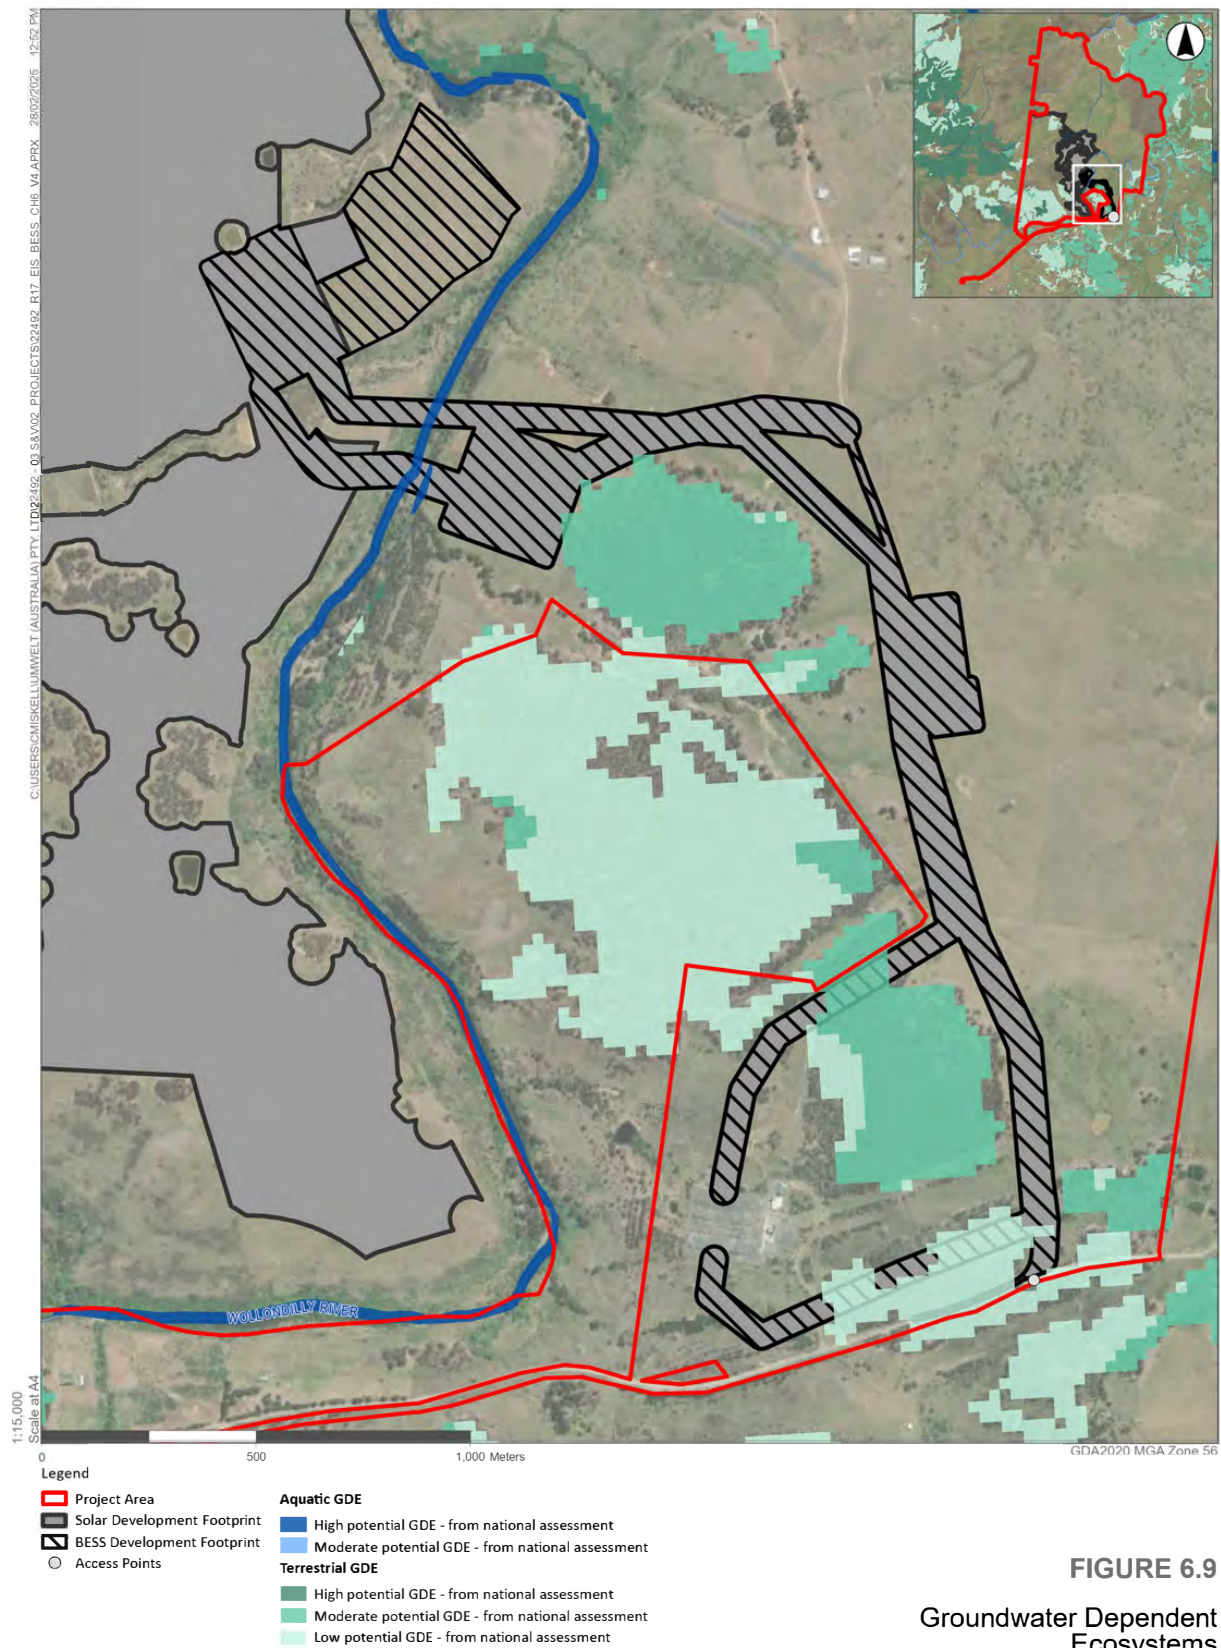 C:\USERS\CMISKELL\UMWELT (AUSTRALIA) PTY. LTD\22492 - 03 S&V\02 PROJECTS\22492_R17_EIS_BESS_CH6_V4.APRX 28/02/2025 12:52 PM
WOLLONDILLY RIVER
1:15,000
Scale at A4
0 500 1,000 Meters
GDA2020 MGA Zone 56
Legend
Project Area
Solar Development Footprint
BESS Development Footprint
Access Points
Aquatic GDE
High potential GDE - from national assessment
Moderate potential GDE - from national assessment
Terrestrial GDE
High potential GDE - from national assessment
Moderate potential GDE - from national assessment
Low potential GDE - from national assessment
FIGURE 6.9
Groundwater Dependent
Ecosystems